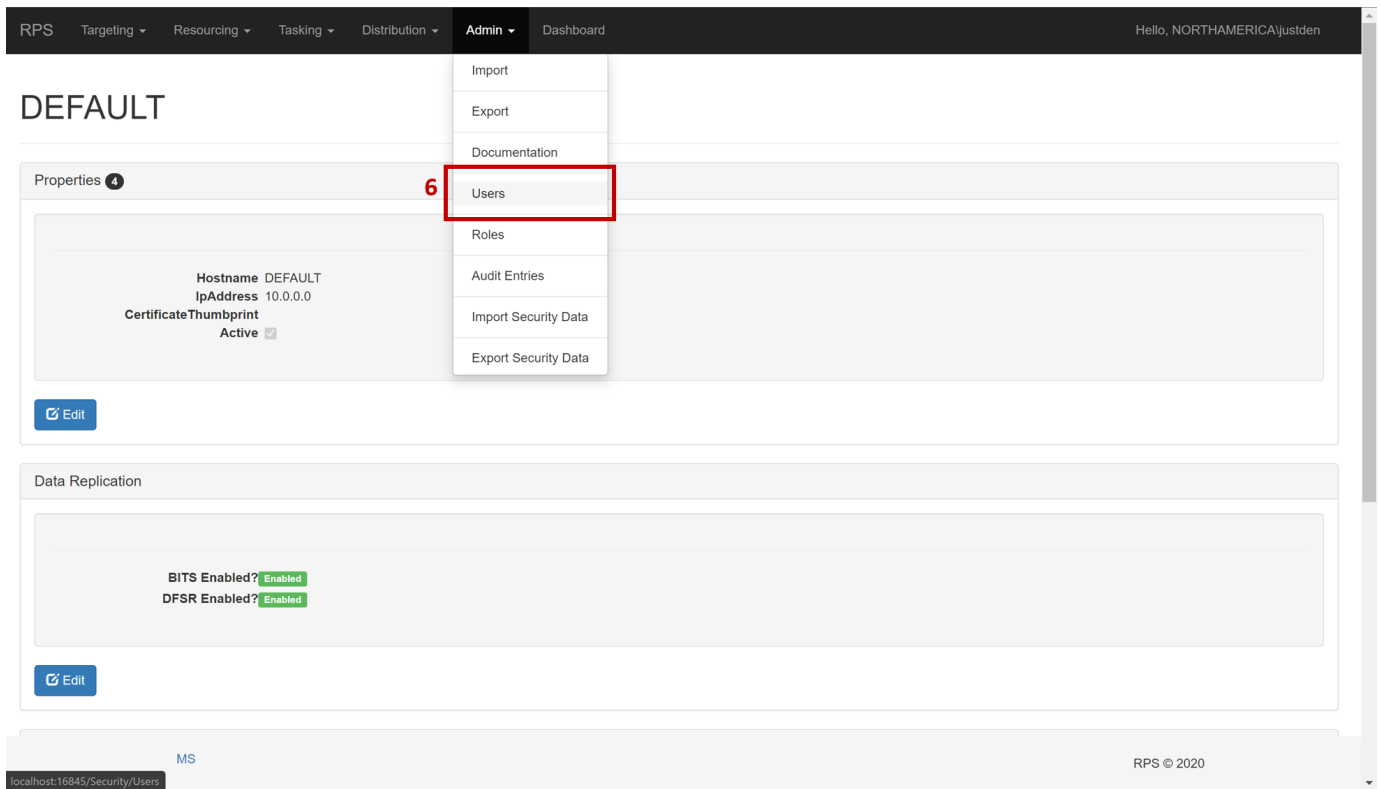 RPS Targeting Resourcing Tasking Distribution Admin Dashboard Hello, NORTHAMERICA\justden
Import
DEFAULT
Export
Documentation
Properties 4
6
Users
Roles
Hostname DEFAULT
Audit Entries
IpAddress 10.0.0.0
CertificateThumbprint
Import Security Data
Active
Export Security Data
Edit
Data Replication
BITS Enabled? Enabled
DFSR Enabled? Enabled
Edit
MS
RPS © 2020
localhost:16845/Security/Users